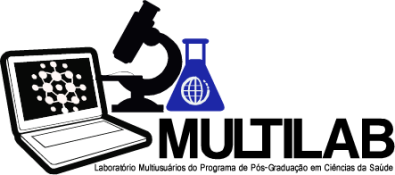 MULTILAB
Laboratório Multiusuários do Programa de Pós-Graduação em Ciências da Saúde